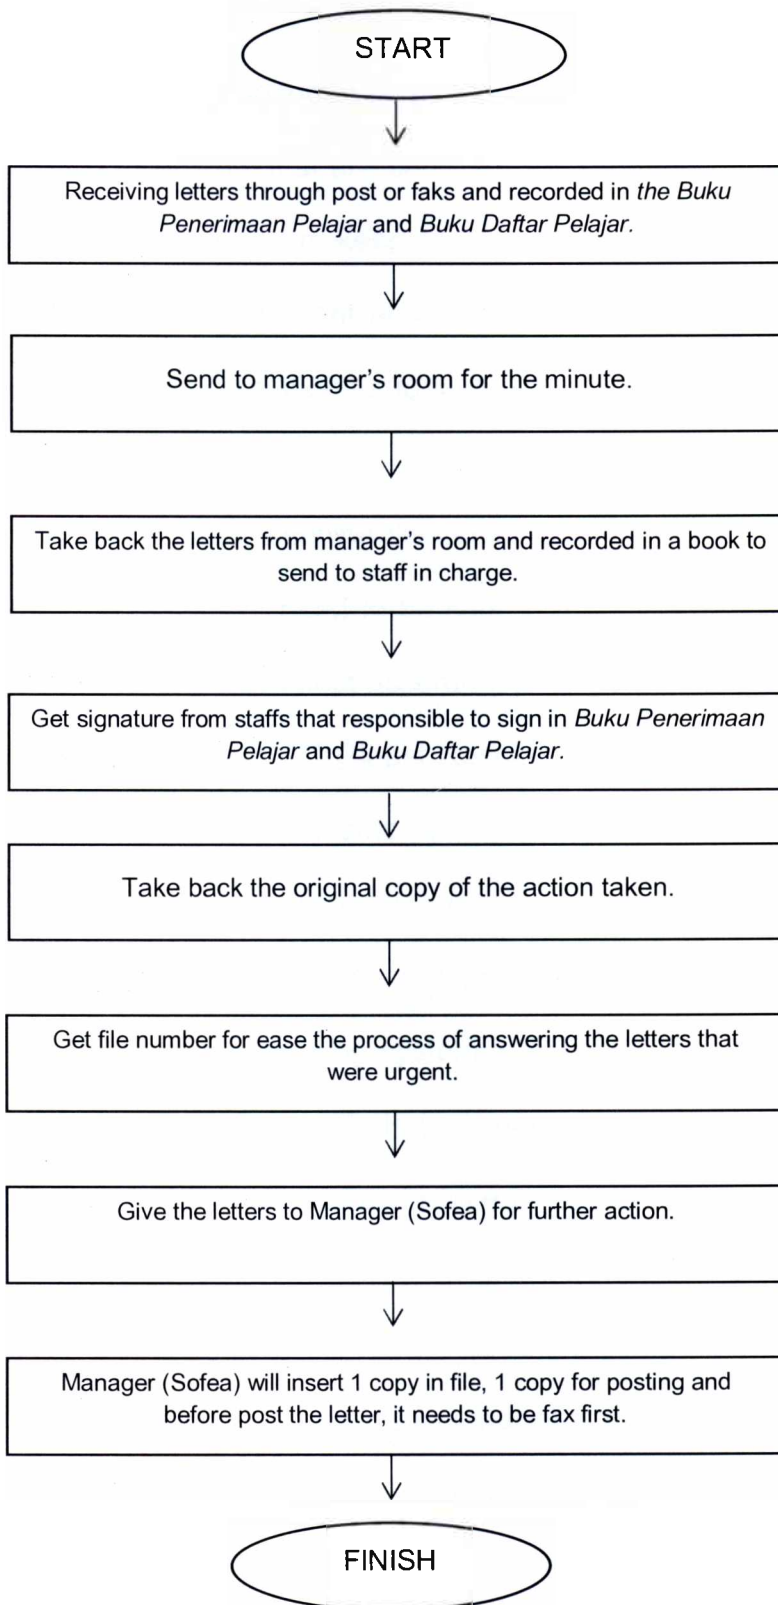 START
Receiving letters through post or faks and recorded in the Buku
Penerimaan Pelajar and Buku Daftar Pelajar.
Send to manager's room for the minute.
Take back the letters from manager's room and recorded in a book to
send to staff in charge.
Get signature from staffs that responsible to sign in Buku Penerimaan
Pelajar and Buku Daftar Pelajar.
Take back the original copy of the action taken.
Get file number for ease the process of answering the letters that
were urgent.
Give the letters to Manager (Sofea) for further action.
Manager (Sofea) will insert 1 copy in file, 1 copy for posting and
before post the letter, it needs to be fax first.
FINISH